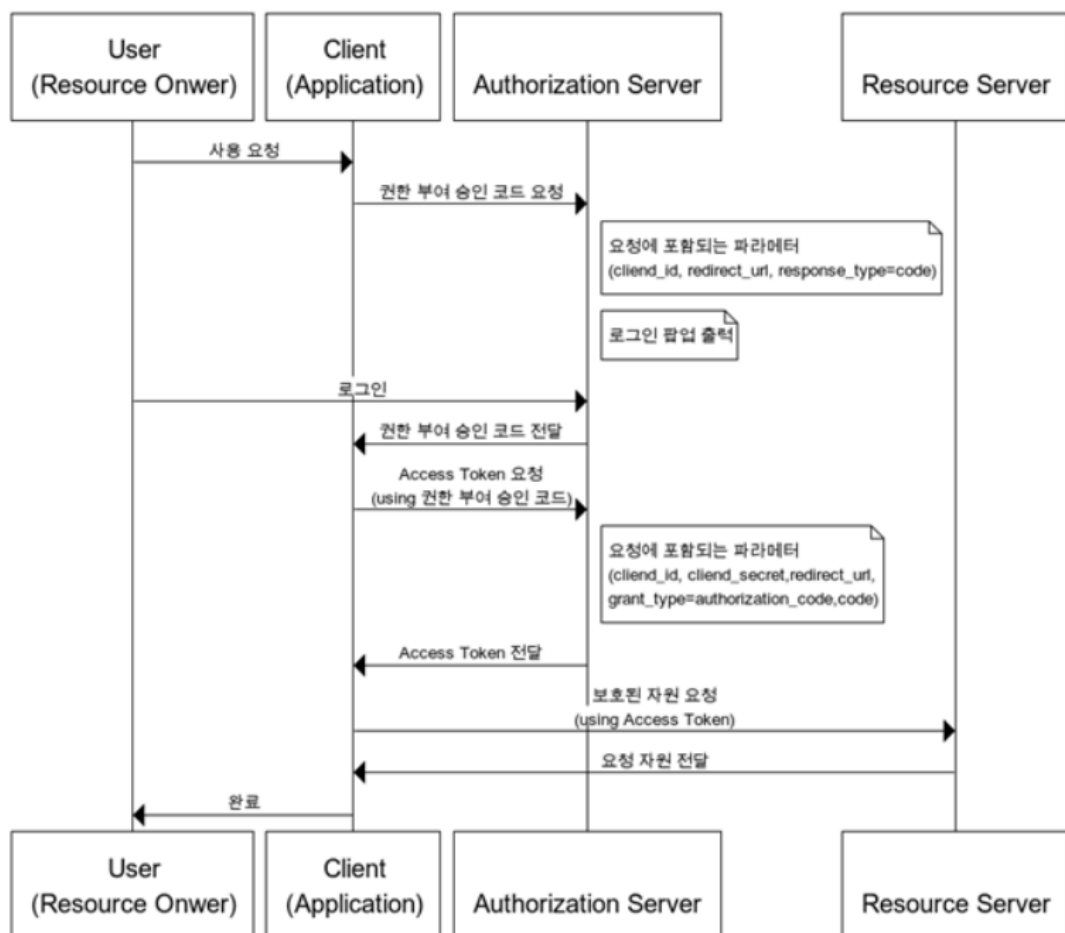 User
(Resource Onwer)
Client
(Application)
Authorization Server
Resource Server
사용 요청
권한 부여 승인 코드 요청
요청에 포함되는 파라메터
(cliend_id, redirect_url, response_type=code)
로그인 팝업 출력
로그인
권한 부여 승인 코드 전달
Access Token 요청
(using 권한 부여 승인 코드)
요청에 포함되는 파라메터
(cliend_id, cliend_secret,redirect_url,
grant_type=authorization_code,code)
Access Token 전달
보호된 자원 요청
(using Access Token)
요청 자원 전달
완료
User
(Resource Onwer)
Client
(Application)
Authorization Server
Resource Server